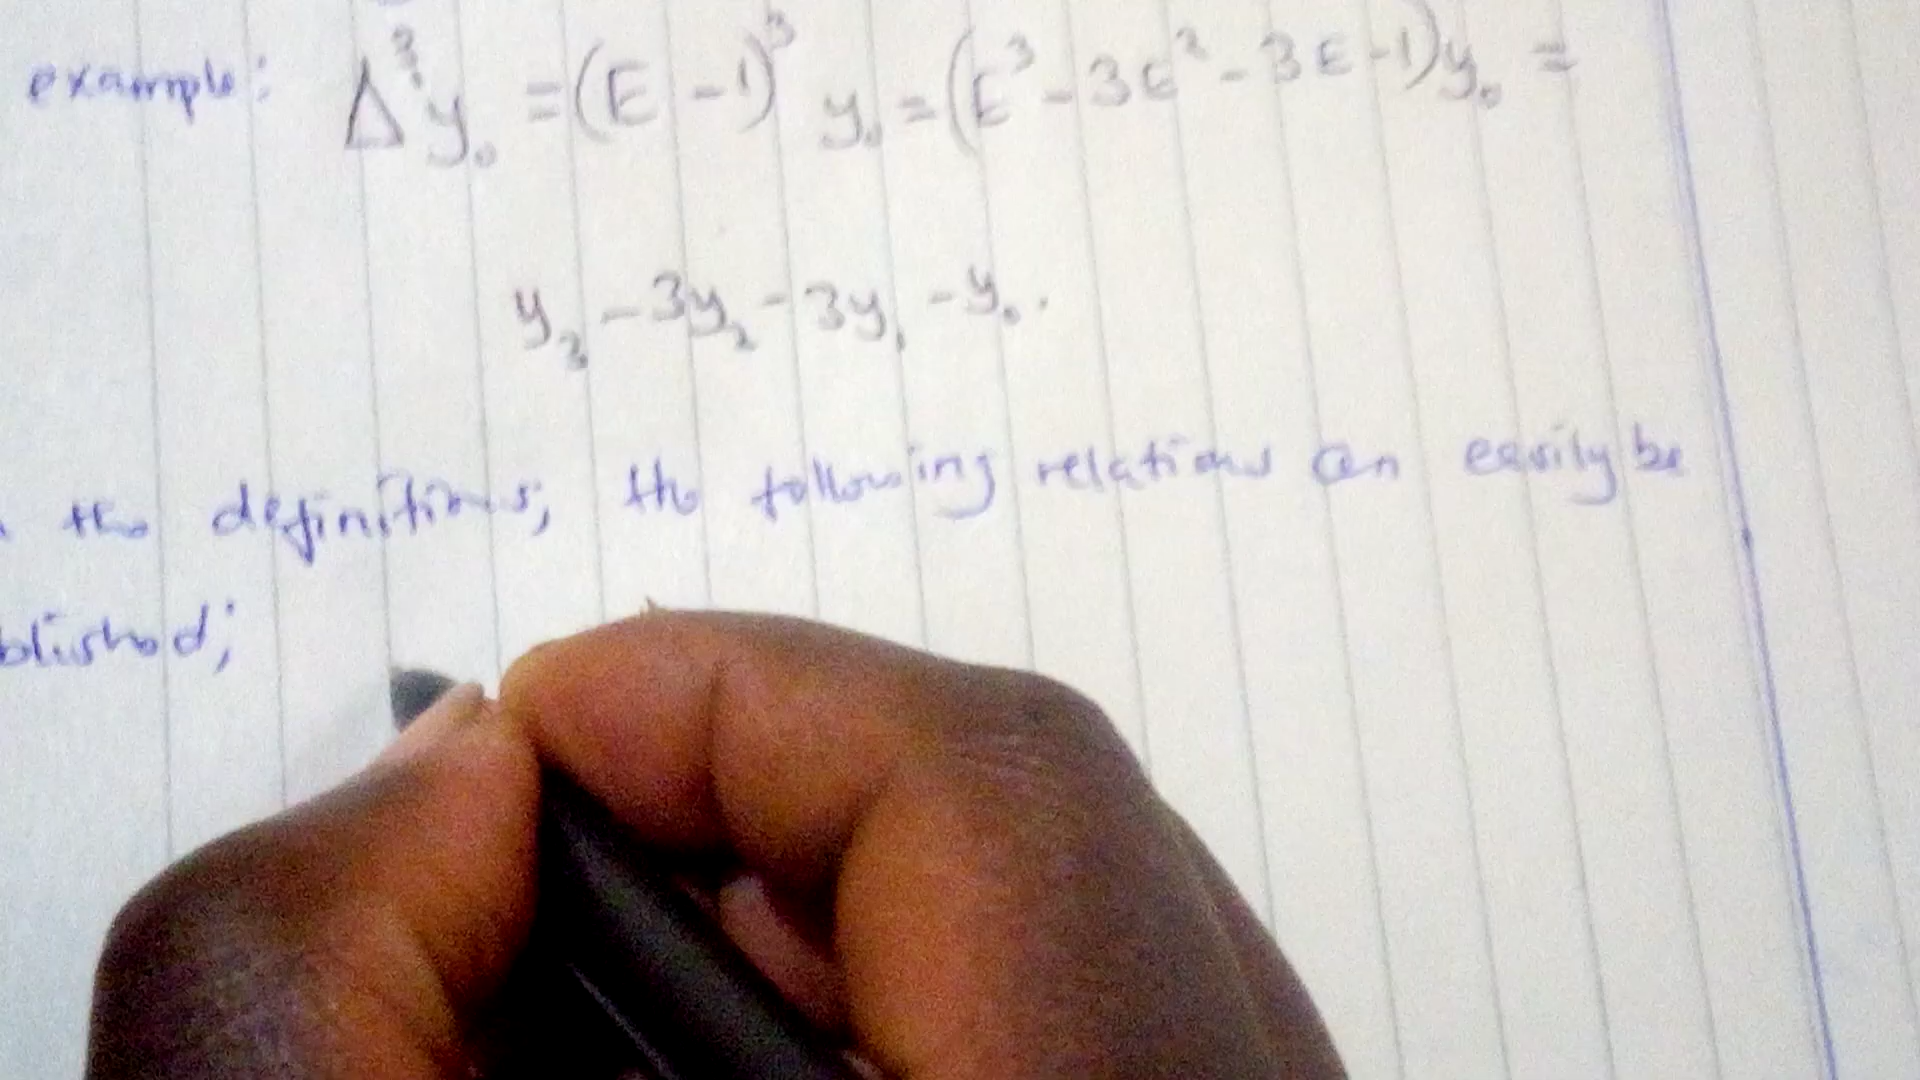 example: Δ³y₀ = (E - 1)³ y₀ = (E³ - 3E² - 3E - 1)y₀ =
y₃ - 3y₂ - 3y₁ - y₀.
the definitions, the following relations can easily be
blished;